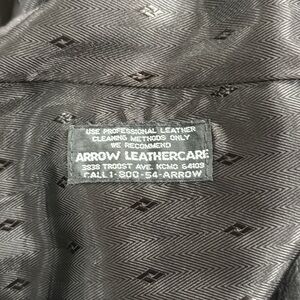 USE PROFESSIONAL LEATHER
CLEANING METHODS ONLY
WE RECOMMEND
ARROW LEATHERCARE
3838 TROOST AVE. KCMO 64109
CALL 1-800-54-ARROW